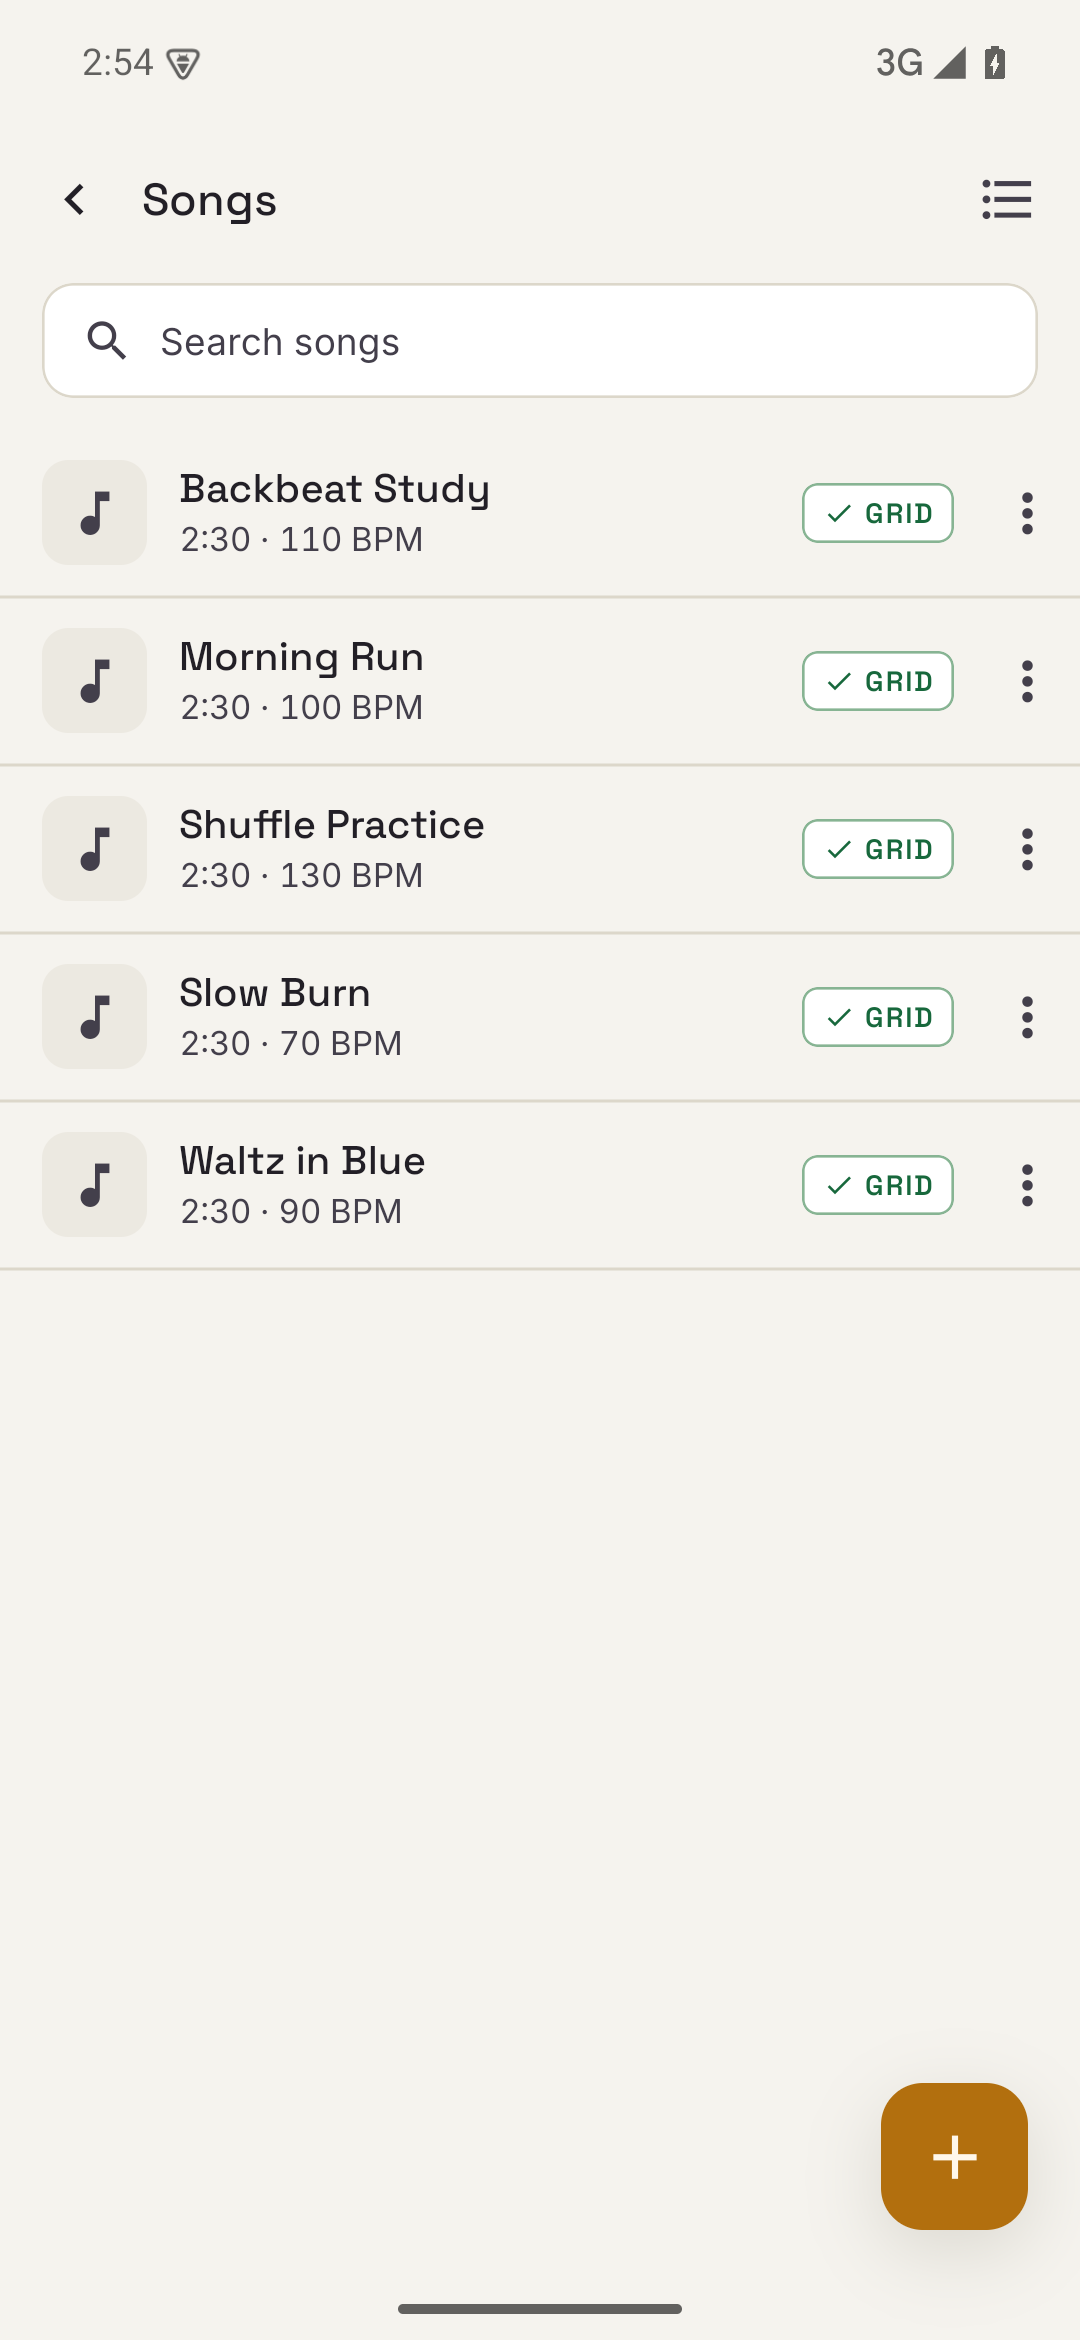 2:54
3G
Songs
Search songs
Backbeat Study
2:30 · 110 BPM
GRID
Morning Run
2:30 · 100 BPM
GRID
Shuffle Practice
2:30 · 130 BPM
GRID
Slow Burn
2:30 · 70 BPM
GRID
Waltz in Blue
2:30 · 90 BPM
GRID